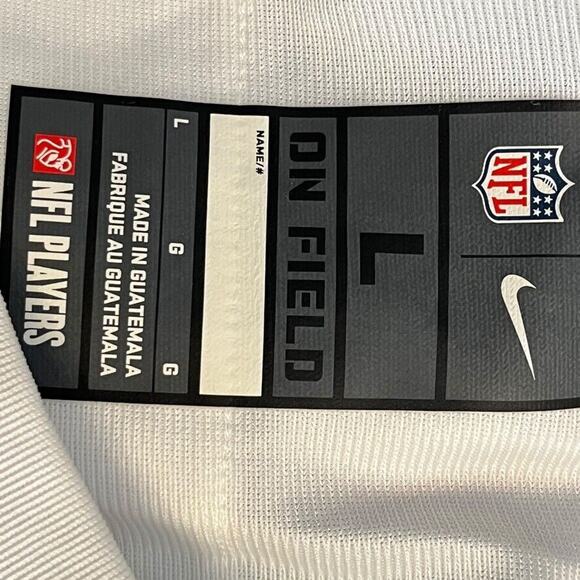 NFL
L
ON FIELD
NAME/#
L G G
MADE IN GUATEMALA
FABRIQUE AU GUATEMALA
NFL PLAYERS